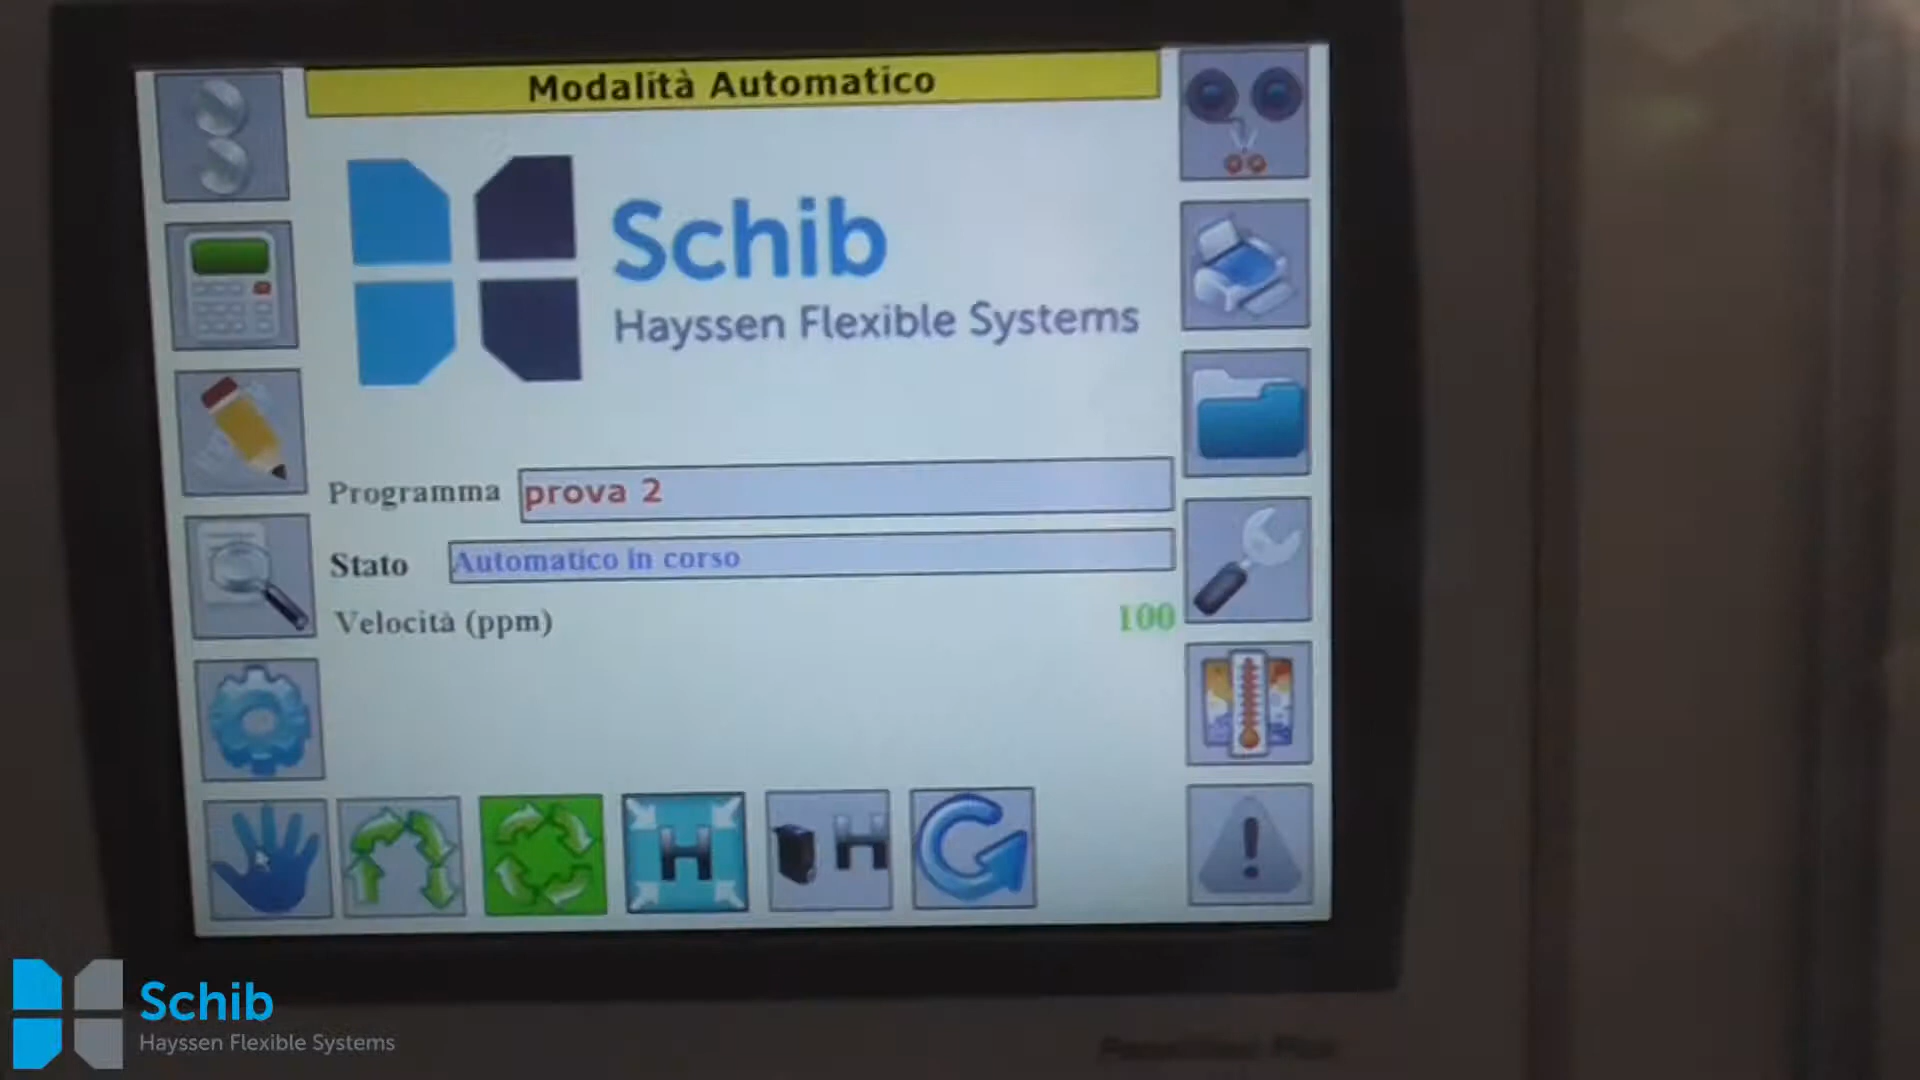 Modalità Automatico
Schib
Hayssen Flexible Systems
Programma prova 2
Stato Automatico in corso
Velocità (ppm) 100
H
H
Schib
Hayssen Flexible Systems